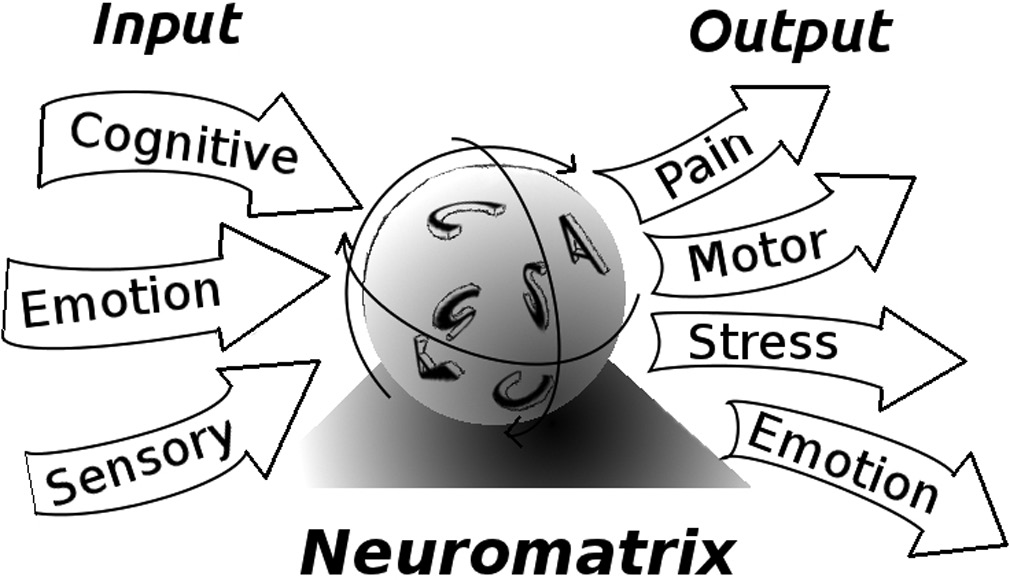 Input
Output
Cognitive
Emotion
Sensory
C
A
S
S
A
C
Pain
Motor
Stress
Emotion
Neuromatrix